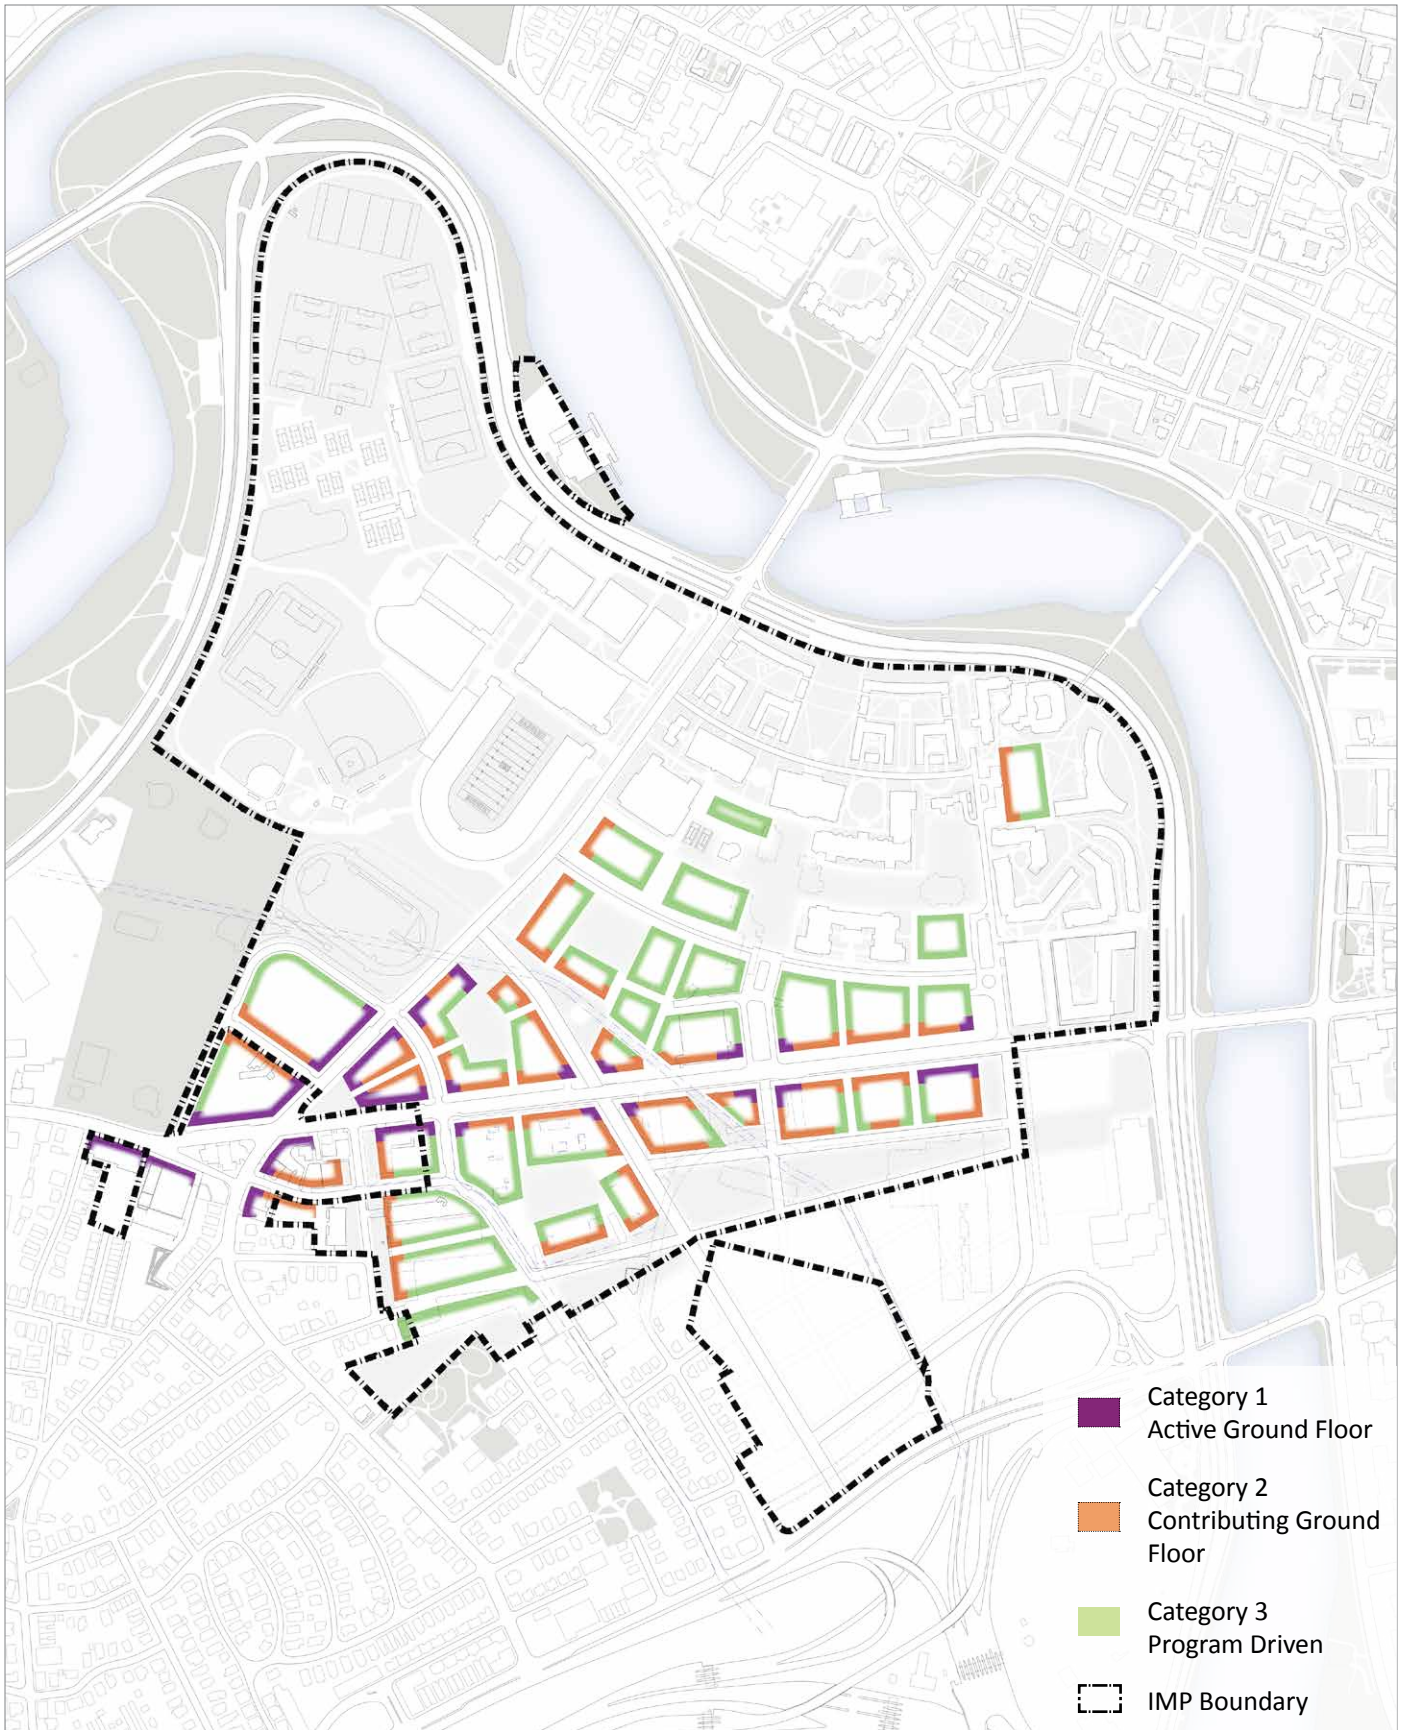 Category 1
Active Ground Floor
Category 2
Contributing Ground
Floor
Category 3
Program Driven
IMP Boundary